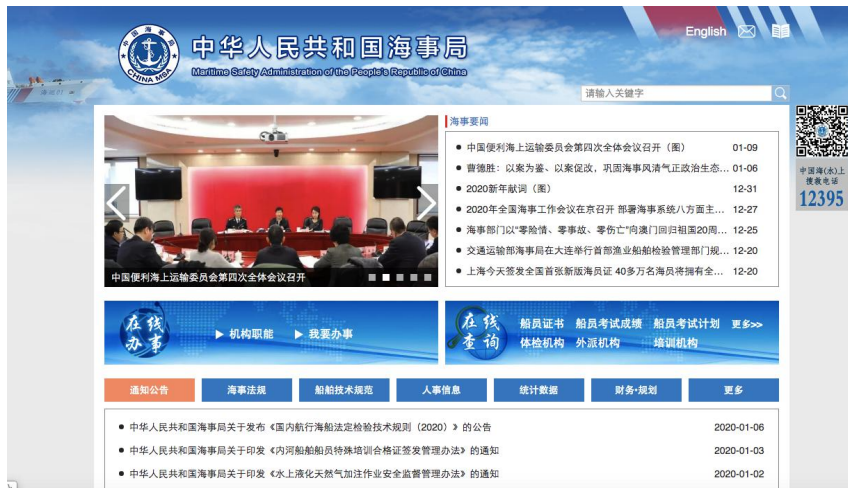 English
中国海事局
CHINA MSA
中华人民共和国海事局
Maritime Safety Administration of the People's Republic of China
请输入关键字
海事要闻
中国便利海上运输委员会第四次全体会议召开（图） 01-09
曹德胜：以案为鉴、以案促改，巩固海事风清气正政治生态... 01-06
2020新年献词（图） 12-31
2020年全国海事工作会议在京召开 部署海事系统八方面主... 12-27
海事部门以“零险情、零事故、零伤亡”向澳门回归祖国20周... 12-25
交通运输部海事局在大连举行首部渔业船舶检验管理部门规... 12-20
上海今天签发全国首张新版海员证 40多万名海员将拥有全... 12-20
中国便利海上运输委员会第四次全体会议召开
中国海(水)上
搜救电话
12395
在线
办事
机构职能 我要办事
在线
查询
船员证书 船员考试成绩 船员考试计划 更多>>
体检机构 外派机构 培训机构
通知公告 海事法规 船舶技术规范 人事信息 统计数据 财务·规划 更多
中华人民共和国海事局关于发布《国内航行海船法定检验技术规则（2020）》的公告 2020-01-06
中华人民共和国海事局关于印发《内河船舶船员特殊培训合格证签发管理办法》的通知 2020-01-03
中华人民共和国海事局关于印发《水上液化天然气加注作业安全监督管理办法》的通知 2020-01-02